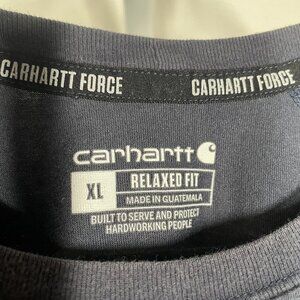 CARHARTT FORCE CARHARTT FORCE
carhartt
XL RELAXED FIT
MADE IN GUATEMALA
BUILT TO SERVE AND PROTECT
HARDWORKING PEOPLE